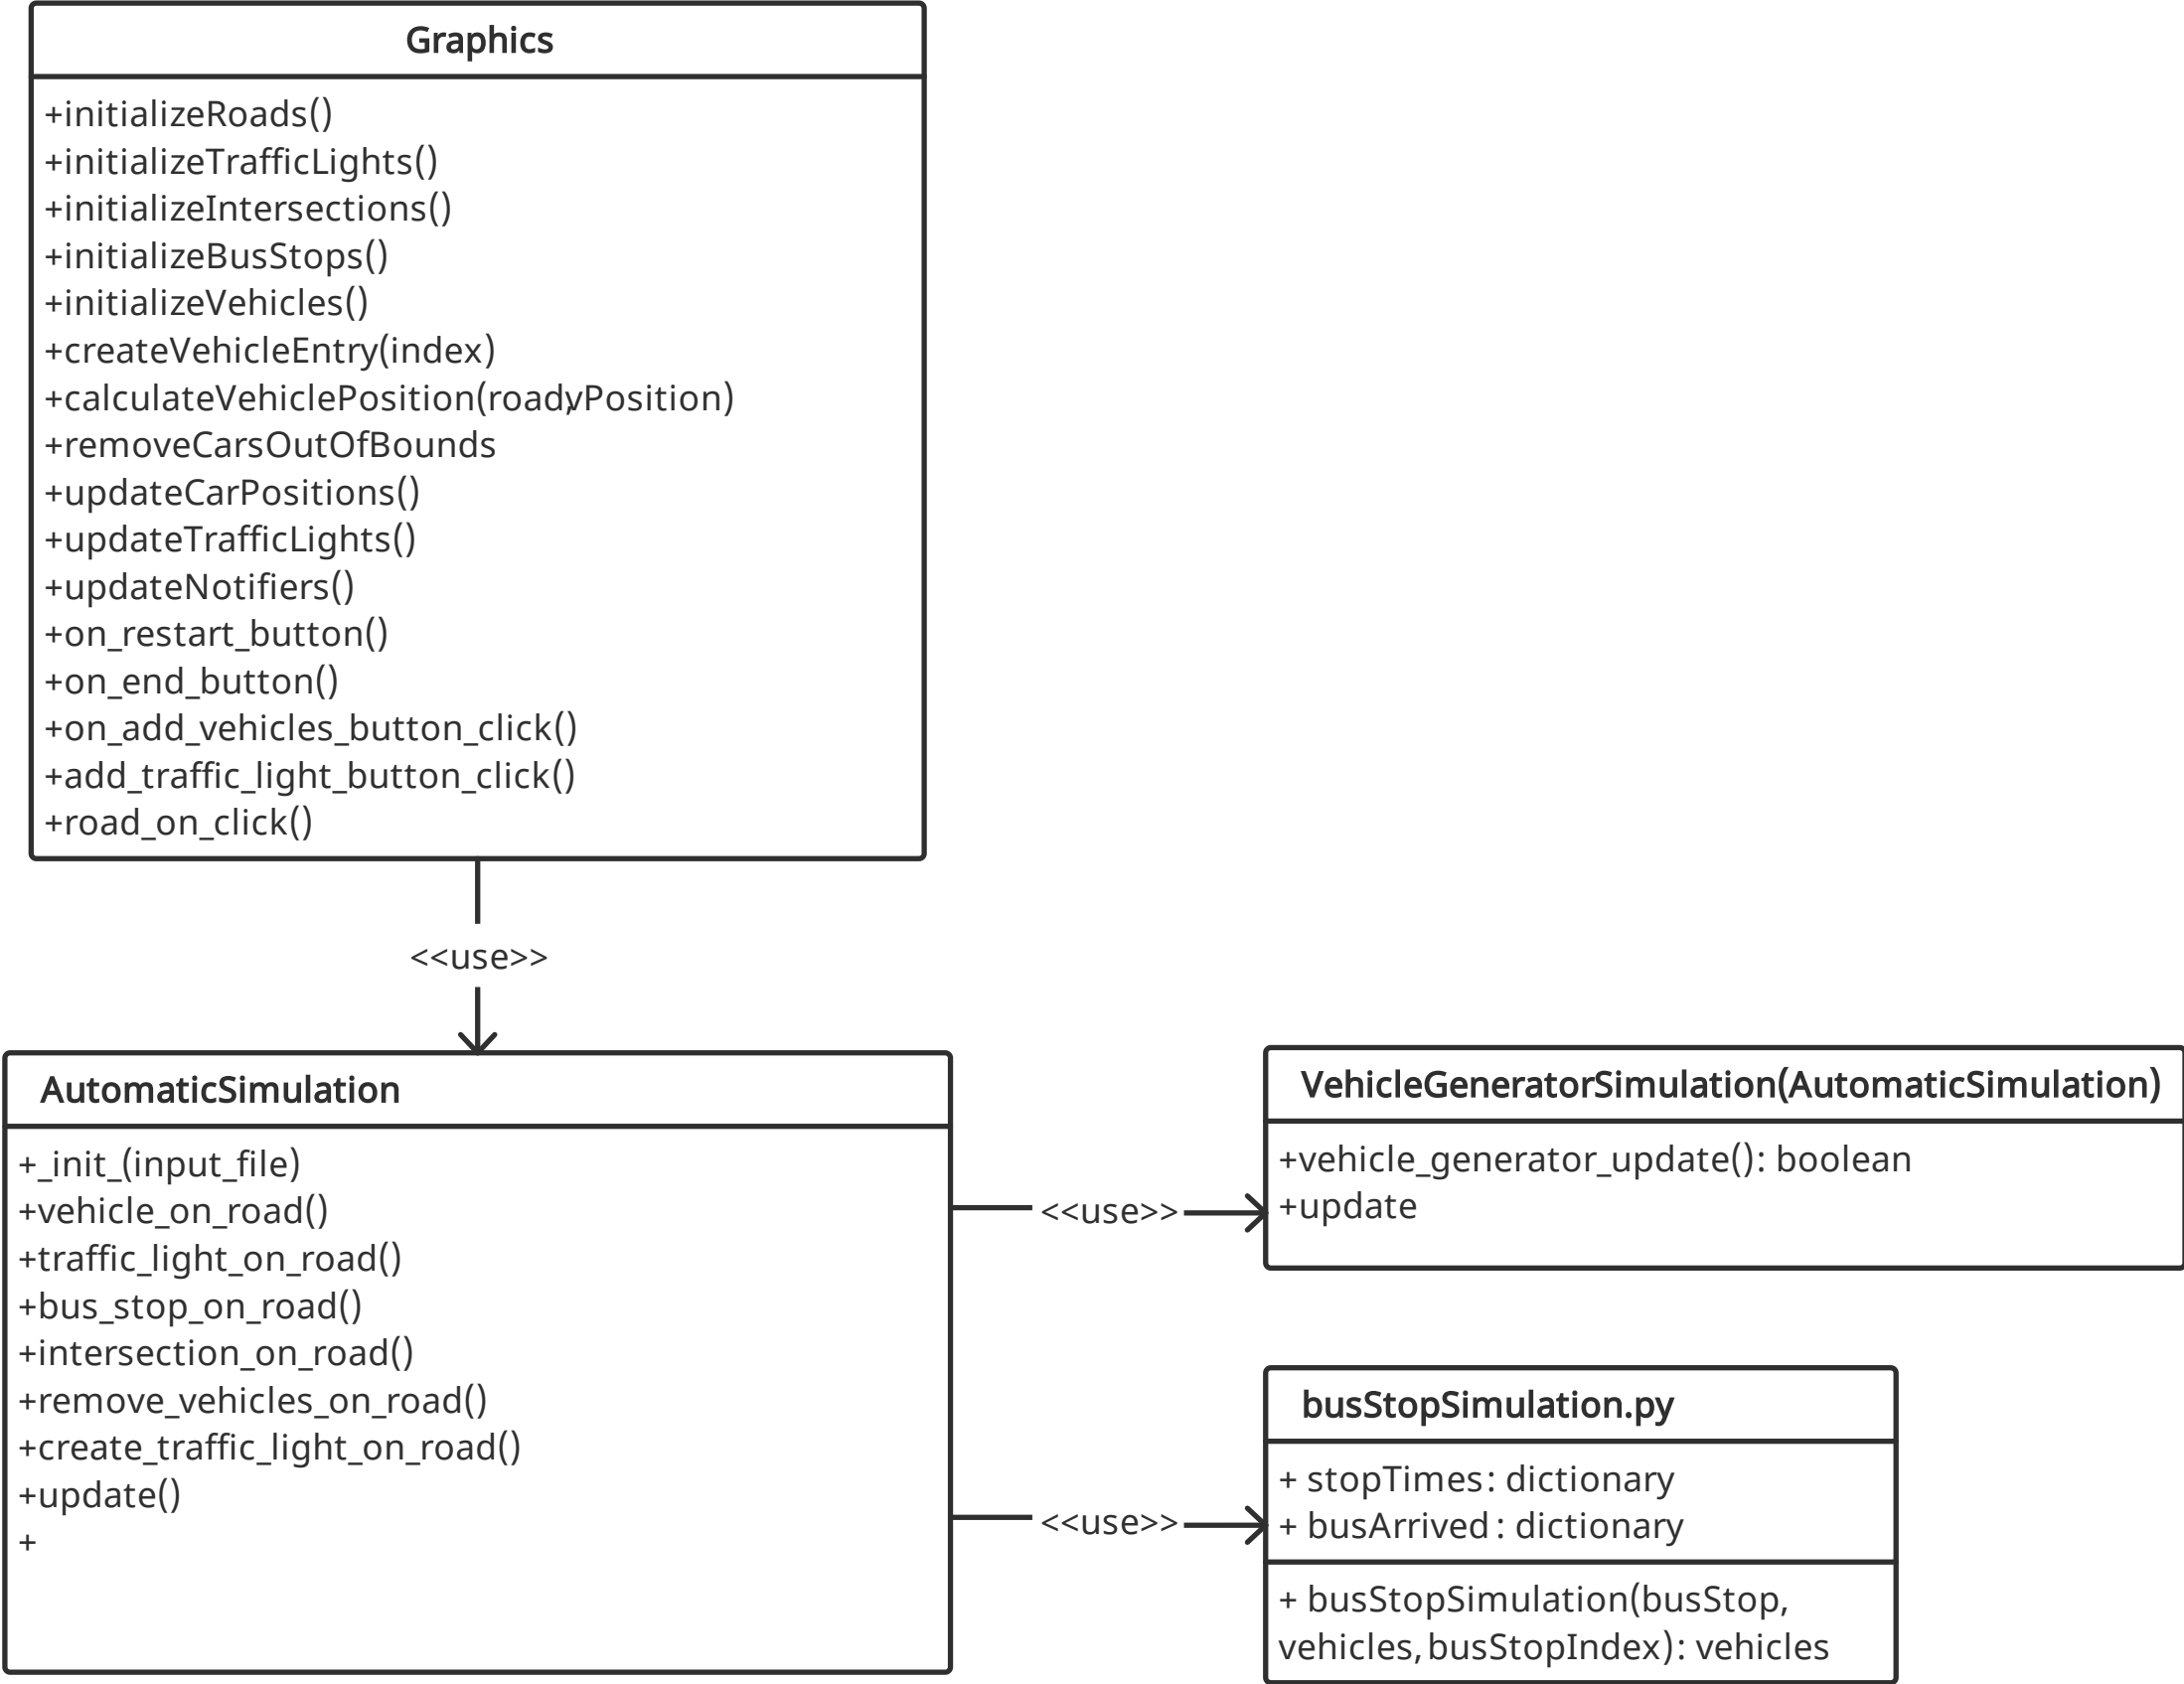 Graphics
+initializeRoads()
+initializeTrafficLights()
+initializeIntersections()
+initializeBusStops()
+initializeVehicles()
+createVehicleEntry(index)
+calculateVehiclePosition(road,vPosition)
+removeCarsOutOfBounds
+updateCarPositions()
+updateTrafficLights()
+updateNotifiers()
+on_restart_button()
+on_end_button()
+on_add_vehicles_button_click()
+add_traffic_light_button_click()
+road_on_click()
<<use>>
AutomaticSimulation
+_init_(input_file)
+vehicle_on_road()
+traffic_light_on_road()
+bus_stop_on_road()
+intersection_on_road()
+remove_vehicles_on_road()
+create_traffic_light_on_road()
+update()
+
<<use>>
VehicleGeneratorSimulation(AutomaticSimulation)
+vehicle_generator_update(): boolean
+update
<<use>>
busStopSimulation.py
+ stopTimes: dictionary
+ busArrived: dictionary
+ busStopSimulation(busStop,
vehicles,busStopIndex): vehicles